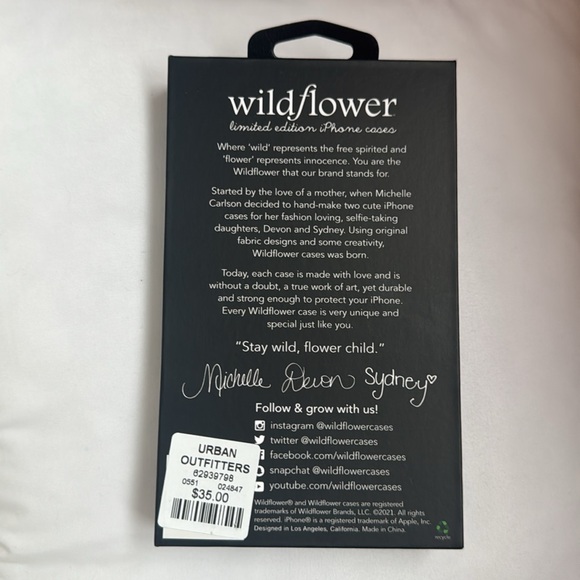 wildflower
limited edition iPhone cases
Where 'wild' represents the free spirited and
'flower' represents innocence. You are the
Wildflower that our brand stands for.
Started by the love of a mother, when Michelle
Carlson decided to hand-make two cute iPhone
cases for her fashion loving, selfie-taking
daughters, Devon and Sydney. Using original
fabric designs and some creativity,
Wildflower cases was born.
Today, each case is made with love and is
without a doubt, a true work of art, yet durable
and strong enough to protect your iPhone.
Every Wildflower case is very unique and
special just like you.
“Stay wild, flower child.”
Michelle Devon Sydney
Follow & grow with us!
instagram @wildflowercases
twitter @wildflowercases
facebook.com/wildflowercases
snapchat @wildflowercases
youtube.com/wildflowercases
URBAN
OUTFITTERS
62939798
0551 024847
$35.00
Wildflower® and Wildflower cases are registered
trademarks of Wildflower Brands, LLC. ©2021. All rights
reserved. iPhone® is a registered trademark of Apple, Inc.
Designed in Los Angeles, California. Made in China.
recycle